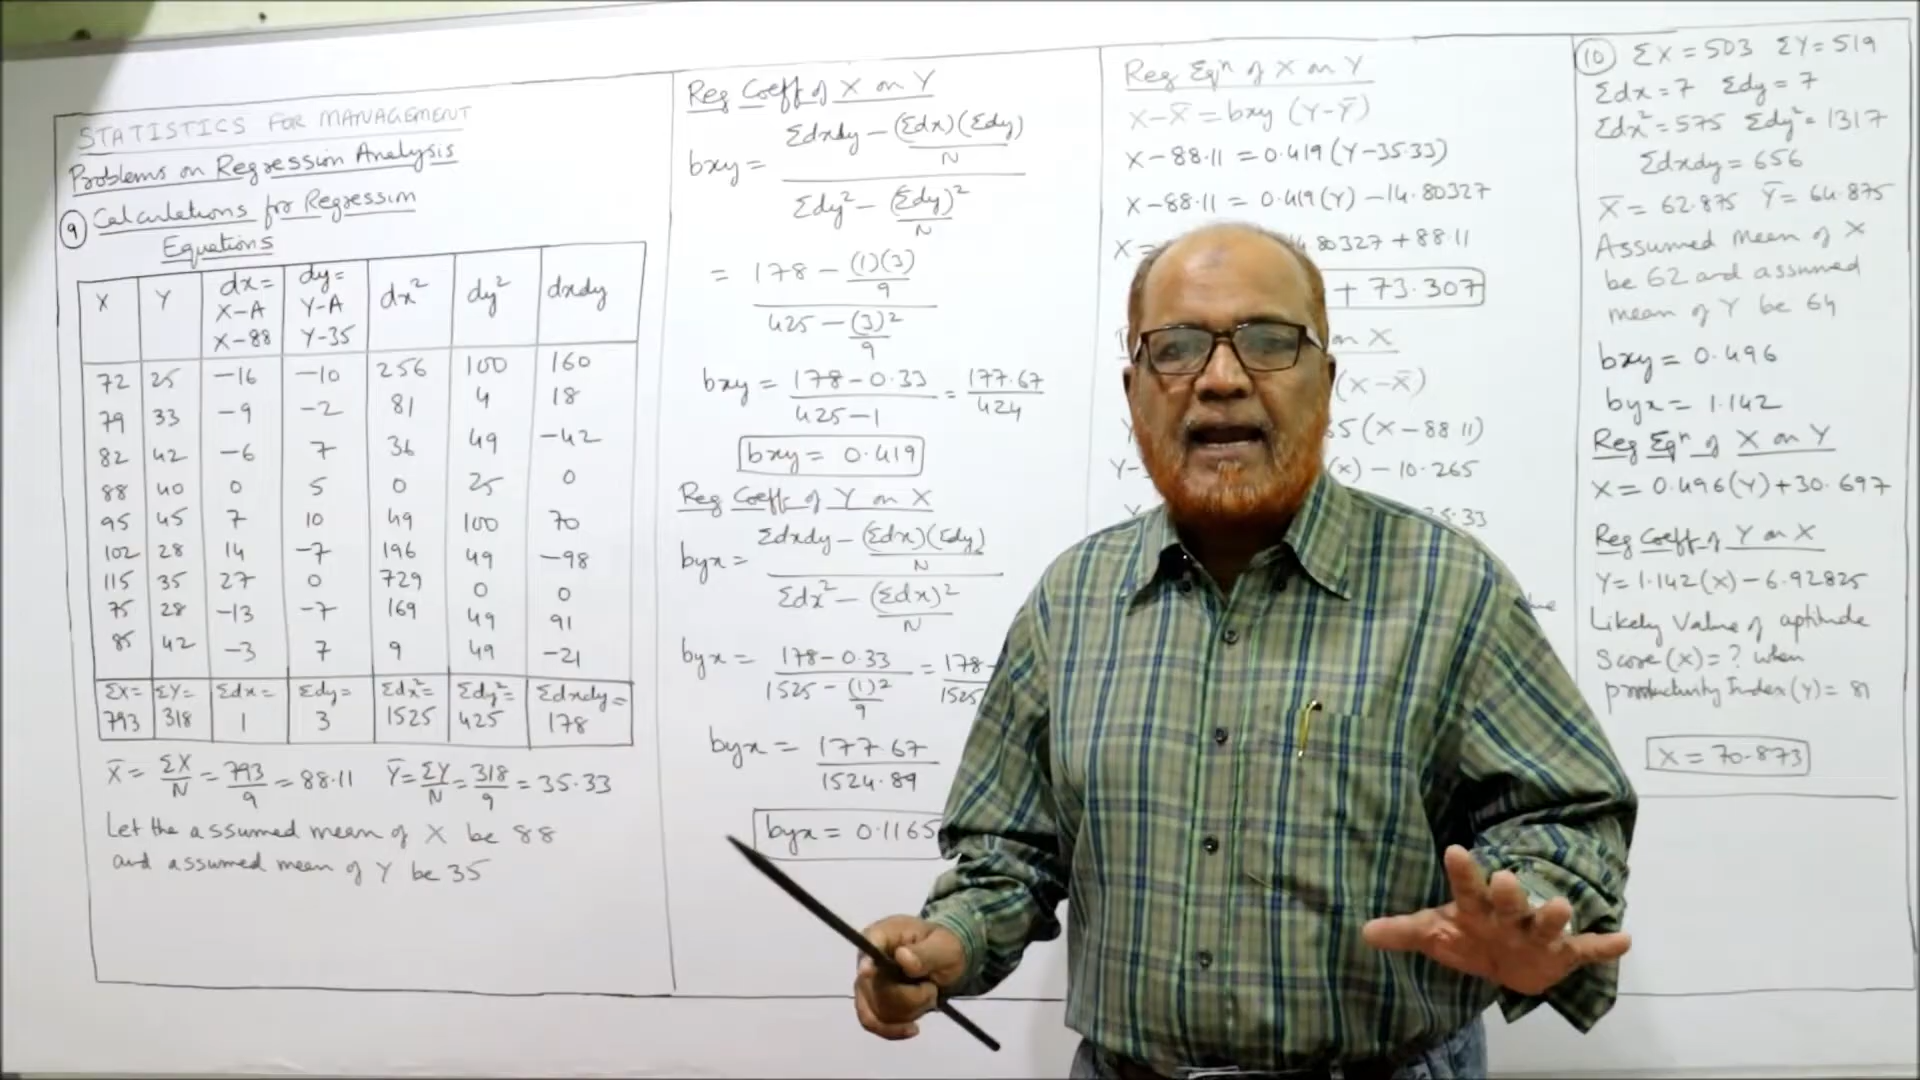 STATISTICS FOR MANAGEMENT
Problems on Regression Analysis
9 Calculations for Regression
Equations
X Y dx= X-A X-88 dy= Y-A Y-35 dx² dy² dxdy
72 25 -16 -10 256 100 160
79 33 -9 -2 81 4 18
82 42 -6 7 36 49 -42
88 40 0 5 0 25 0
95 45 7 10 49 100 70
102 28 14 -7 196 49 -98
115 35 27 0 729 0 0
75 28 -13 -7 169 49 91
85 42 -3 7 9 49 -21
ΣX= 793 ΣY= 318 Σdx= 1 Σdy= 3 Σdx²= 1525 Σdy²= 425 Σdxdy= 178
X̄ = ΣX/N = 793/9 = 88.11 Ȳ = ΣY/N = 318/9 = 35.33
Let the assumed mean of X be 88
and assumed mean of Y be 35
Reg Coeff of X on Y
bxy = (Σdxdy - (Σdx)(Σdy)/N) / (Σdy² - (Σdy)²/N)
= (178 - (1)(3)/9) / (425 - (3)²/9)
bxy = (178-0.33)/(425-1) = 177.67/424
bxy = 0.419
Reg Coeff of Y on X
byx = (Σdxdy - (Σdx)(Σdy)/N) / (Σdx² - (Σdx)²/N)
byx = (178-0.33) / (1525 - (1)²/9) = 178- / 1525
byx = 177.67/1524.89
byx = 0.1165
Reg Eqn of X on Y
X-X̄ = bxy (Y-Ȳ)
X-88.11 = 0.419(Y-35.33)
X-88.11 = 0.419(Y) -14.80327
X= 80327+88.11
+ 73.307
on X
(X-X̄)
65(X-88.11)
Y- (x) - 10.265
35.33
10 ΣX=503 ΣY=519
Σdx=7 Σdy=7
Σdx²=575 Σdy²=1317
Σdxdy=656
X̄ = 62.875 Ȳ = 64.875
Assumed mean of X
be 62 and assumed
mean of Y be 64
bxy = 0.496
byx = 1.142
Reg Eqn of X on Y
X=0.496(Y)+30.697
Reg Coeff of Y on X
Y=1.142(x)-6.92825
Likely Value of aptitude
Score(x)=? when
productivity Index(Y)= 81
X = 70.873